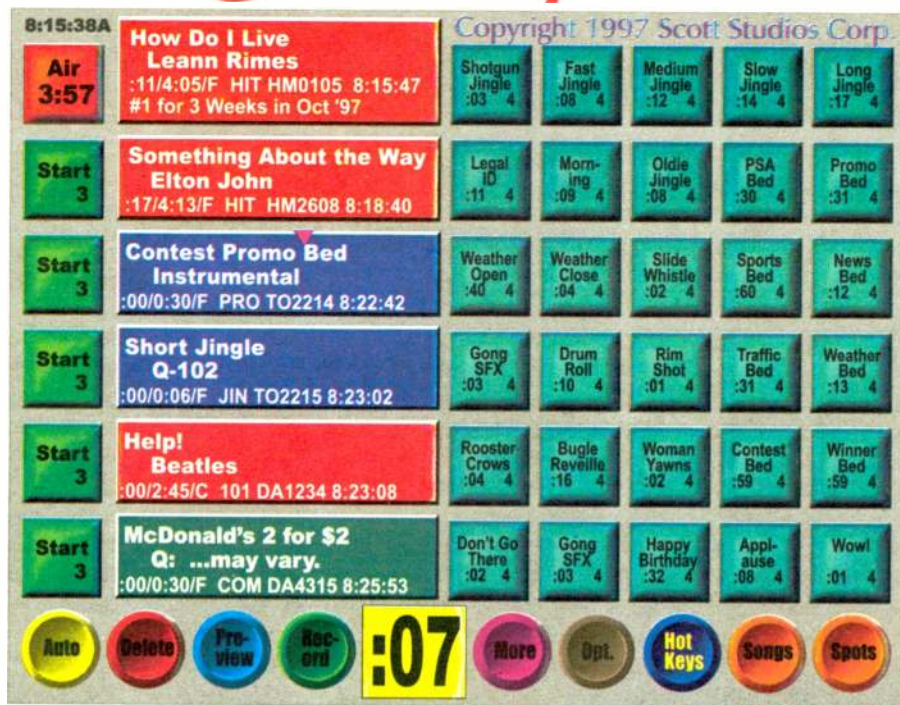 8:15:38A
Copyright 1997 Scott Studios Corp.
Air
3:57
How Do I Live
Leann Rimes
:11/4:05/F HIT HM0105 8:15:47
#1 for 3 Weeks in Oct '97
Shotgun
Jingle
:03 4
Fast
Jingle
:08 4
Medium
Jingle
:12 4
Slow
Jingle
:14 4
Long
Jingle
:17 4
Start
3
Something About the Way
Elton John
:17/4:13/F HIT HM2608 8:18:40
Legal
ID
:11 4
Morn-
ing
:09 4
Oldie
Jingle
:08 4
PSA
Bed
:30 4
Promo
Bed
:31 4
Start
3
Contest Promo Bed
Instrumental
:00/0:30/F PRO TO2214 8:22:42
Weather
Open
:40 4
Weather
Close
:04 4
Slide
Whistle
:02 4
Sports
Bed
:60 4
News
Bed
:12 4
Start
3
Short Jingle
Q-102
:00/0:06/F JIN TO2215 8:23:02
Gong
SFX
:03 4
Drum
Roll
:10 4
Rim
Shot
:01 4
Traffic
Bed
:31 4
Weather
Bed
:13 4
Start
3
Help!
Beatles
:00/2:45/C 101 DA1234 8:23:08
Rooster
Crows
:04 4
Bugle
Reveille
:16 4
Woman
Yawns
:02 4
Contest
Bed
:59 4
Winner
Bed
:59 4
Start
3
McDonald's 2 for $2
Q: ...may vary.
:00/0:30/F COM DA4315 8:25:53
Don't Go
There
:02 4
Gong
SFX
:03 4
Happy
Birthday
:32 4
Appl-
ause
:08 4
Wow!
:01 4
Auto
Delete
Pre-
view
Rec-
ord
:07
More
Opt.
Hot
Keys
Songs
Spots